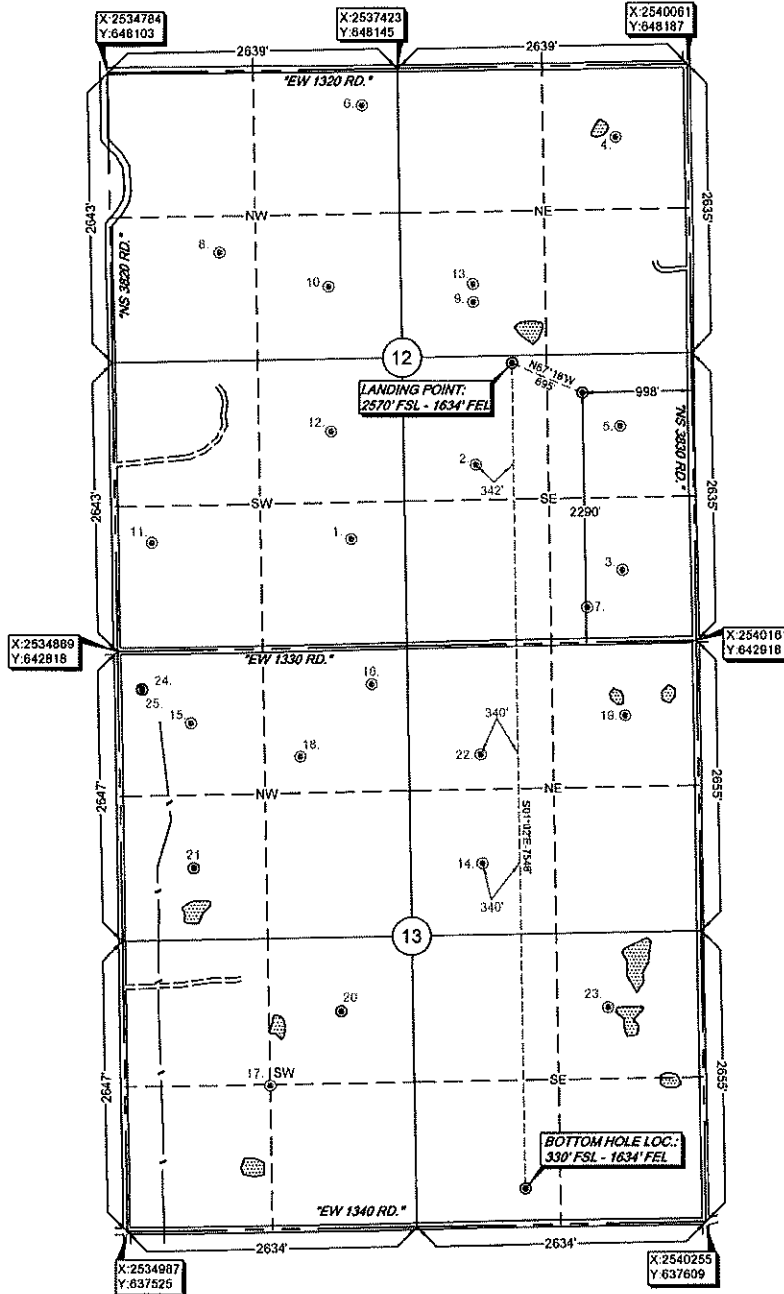 X:2534784
Y:648103
X:2537423
Y:648145
X:2540061
Y:648187
2639'
2639'
"EW 1320 RD."
6.
4.
2643'
2635'
NW
NE
"NS 3820 RD."
8.
10.
13.
9.
12
LANDING POINT:
2570' FSL - 1634' FEL
N67°18'W
695'
998'
"NS 3830 RD."
5.
12.
2.
342'
2643'
2635'
SW
SE
2290'
11.
1.
3.
7.
X:2534889
Y:642818
X:254016
Y:642918
"EW 1330 RD."
24.
25.
15.
16.
18.
340'
22.
19.
NW
NE
2647'
2655'
S01°02'E-7548'
21
14.
340'
13
20
23.
17.
SW
SE
2647'
2655'
BOTTOM HOLE LOC.:
330' FSL - 1634' FEL
"EW 1340 RD."
2634'
2634'
X:2534987
Y:637525
X:2540255
Y:637609